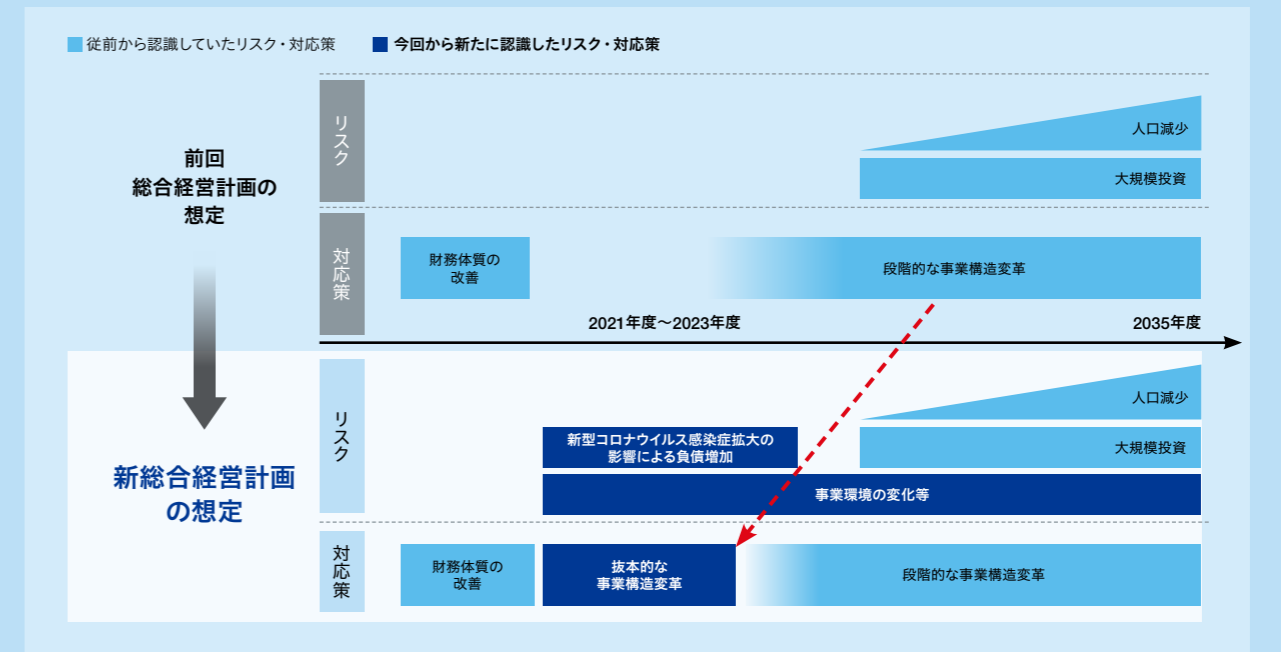 従前から認識していたリスク・対応策
今回から新たに認識したリスク・対応策
前回
総合経営計画の
想定
リスク
人口減少
大規模投資
対応策
財務体質の
改善
段階的な事業構造変革
2021年度～2023年度
2035年度
新総合経営計画
の想定
リスク
人口減少
新型コロナウイルス感染症拡大の
影響による負債増加
大規模投資
事業環境の変化等
対応策
財務体質の
改善
抜本的な
事業構造変革
段階的な事業構造変革